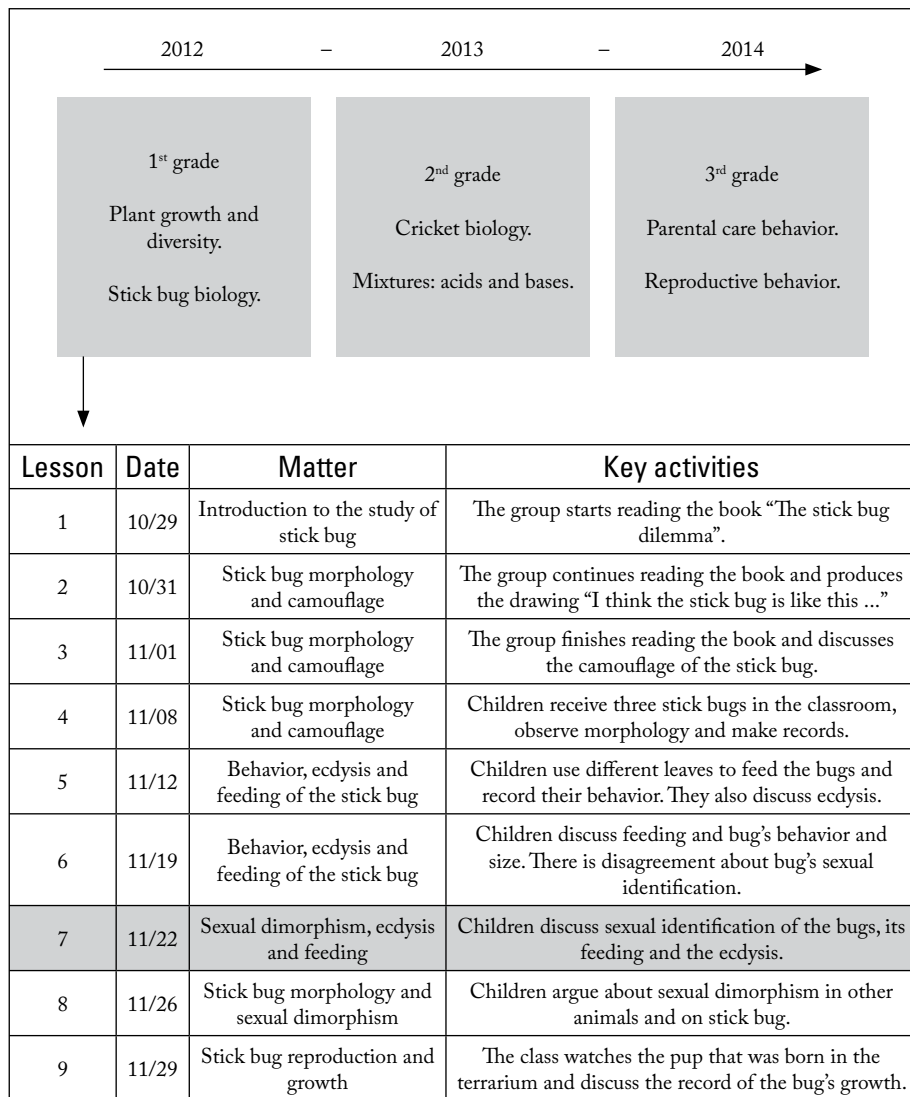 2012 – 2013 – 2014
1st grade
Plant growth and
diversity.
Stick bug biology.
2nd grade
Cricket biology.
Mixtures: acids and bases.
3rd grade
Parental care behavior.
Reproductive behavior.
Lesson Date Matter Key activities
1 10/29 Introduction to the study of
stick bug
The group starts reading the book “The stick bug
dilemma”.
2 10/31 Stick bug morphology
and camouflage
The group continues reading the book and produces
the drawing “I think the stick bug is like this ...”
3 11/01 Stick bug morphology
and camouflage
The group finishes reading the book and discusses
the camouflage of the stick bug.
4 11/08 Stick bug morphology
and camouflage
Children receive three stick bugs in the classroom,
observe morphology and make records.
5 11/12 Behavior, ecdysis and
feeding of the stick bug
Children use different leaves to feed the bugs and
record their behavior. They also discuss ecdysis.
6 11/19 Behavior, ecdysis and
feeding of the stick bug
Children discuss feeding and bug’s behavior and
size. There is disagreement about bug’s sexual
identification.
7 11/22 Sexual dimorphism, ecdysis
and feeding
Children discuss sexual identification of the bugs, its
feeding and the ecdysis.
8 11/26 Stick bug morphology and
sexual dimorphism
Children argue about sexual dimorphism in other
animals and on stick bug.
9 11/29 Stick bug reproduction and
growth
The class watches the pup that was born in the
terrarium and discuss the record of the bug’s growth.